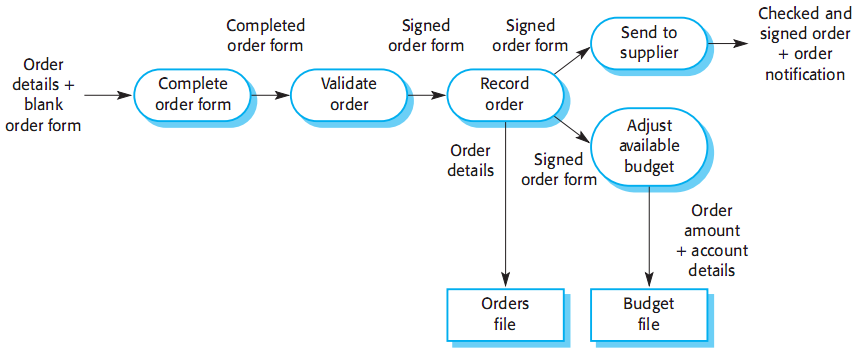 Order
details +
blank
order form
Complete
order form
Completed
order form
Validate
order
Signed
order form
Record
order
Signed
order form
Send to
supplier
Checked and
signed order
+ order
notification
Order
details
Signed
order form
Adjust
available
budget
Order
amount
+ account
details
Orders
file
Budget
file